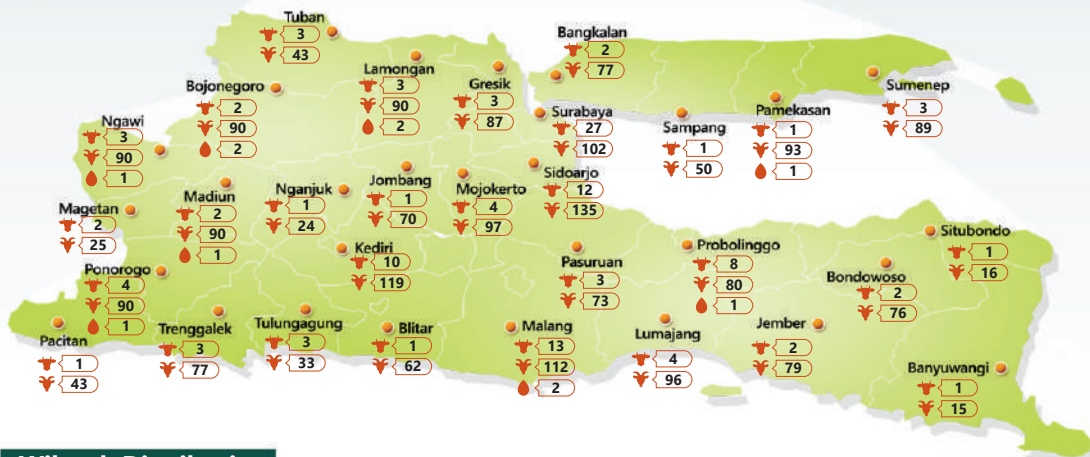 Tuban
3
43
Bangkalan
2
77
Lamongan
3
90
2
Gresik
3
87
Bojonegoro
2
90
2
Surabaya
27
102
Sampang
1
50
Pamekasan
1
93
1
Sumenep
3
89
Ngawi
3
90
1
Magetan
2
25
Madiun
2
90
1
Nganjuk
1
24
Jombang
1
70
Mojokerto
4
97
Sidoarjo
12
135
Ponorogo
4
90
1
Kediri
10
119
Pasuruan
3
73
Probolinggo
8
80
1
Bondowoso
2
76
Situbondo
1
16
Pacitan
1
43
Trenggalek
3
77
Tulungagung
3
33
Blitar
1
62
Malang
13
112
2
Lumajang
4
96
Jember
2
79
Banyuwangi
1
15